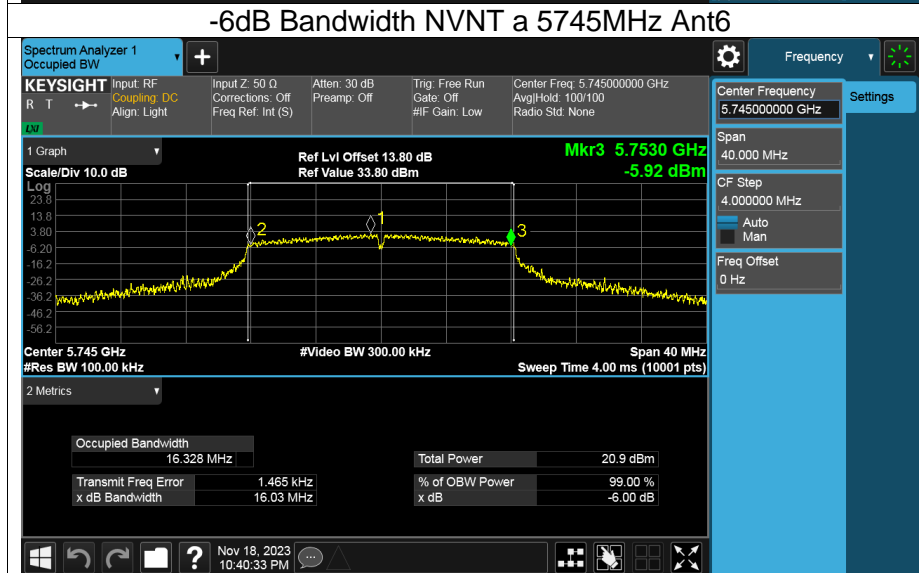 -6dB Bandwidth NVNT a 5745MHz Ant6
Spectrum Analyzer 1
Occupied BW
+
Frequency
KEYSIGHT
R T
LXI
Input: RF
Coupling: DC
Align: Light
Input Z: 50 Ω
Corrections: Off
Freq Ref: Int (S)
Atten: 30 dB
Preamp: Off
Trig: Free Run
Gate: Off
#IF Gain: Low
Center Freq: 5.745000000 GHz
Avg|Hold: 100/100
Radio Std: None
Center Frequency
5.745000000 GHz
Settings
Span
40.000 MHz
CF Step
4.000000 MHz
Auto
Man
Freq Offset
0 Hz
1 Graph
Ref Lvl Offset 13.80 dB
Mkr3 5.7530 GHz
Scale/Div 10.0 dB
Ref Value 33.80 dBm
-5.92 dBm
Log
23.8
13.8
3.80
-6.20
-16.2
-26.2
-36.2
-46.2
-56.2
2
1
3
Center 5.745 GHz
#Video BW 300.00 kHz
Span 40 MHz
#Res BW 100.00 kHz
Sweep Time 4.00 ms (10001 pts)
2 Metrics
Occupied Bandwidth
16.328 MHz
Total Power 20.9 dBm
Transmit Freq Error 1.465 kHz
% of OBW Power 99.00 %
x dB Bandwidth 16.03 MHz
x dB -6.00 dB
?
Nov 18, 2023
10:40:33 PM